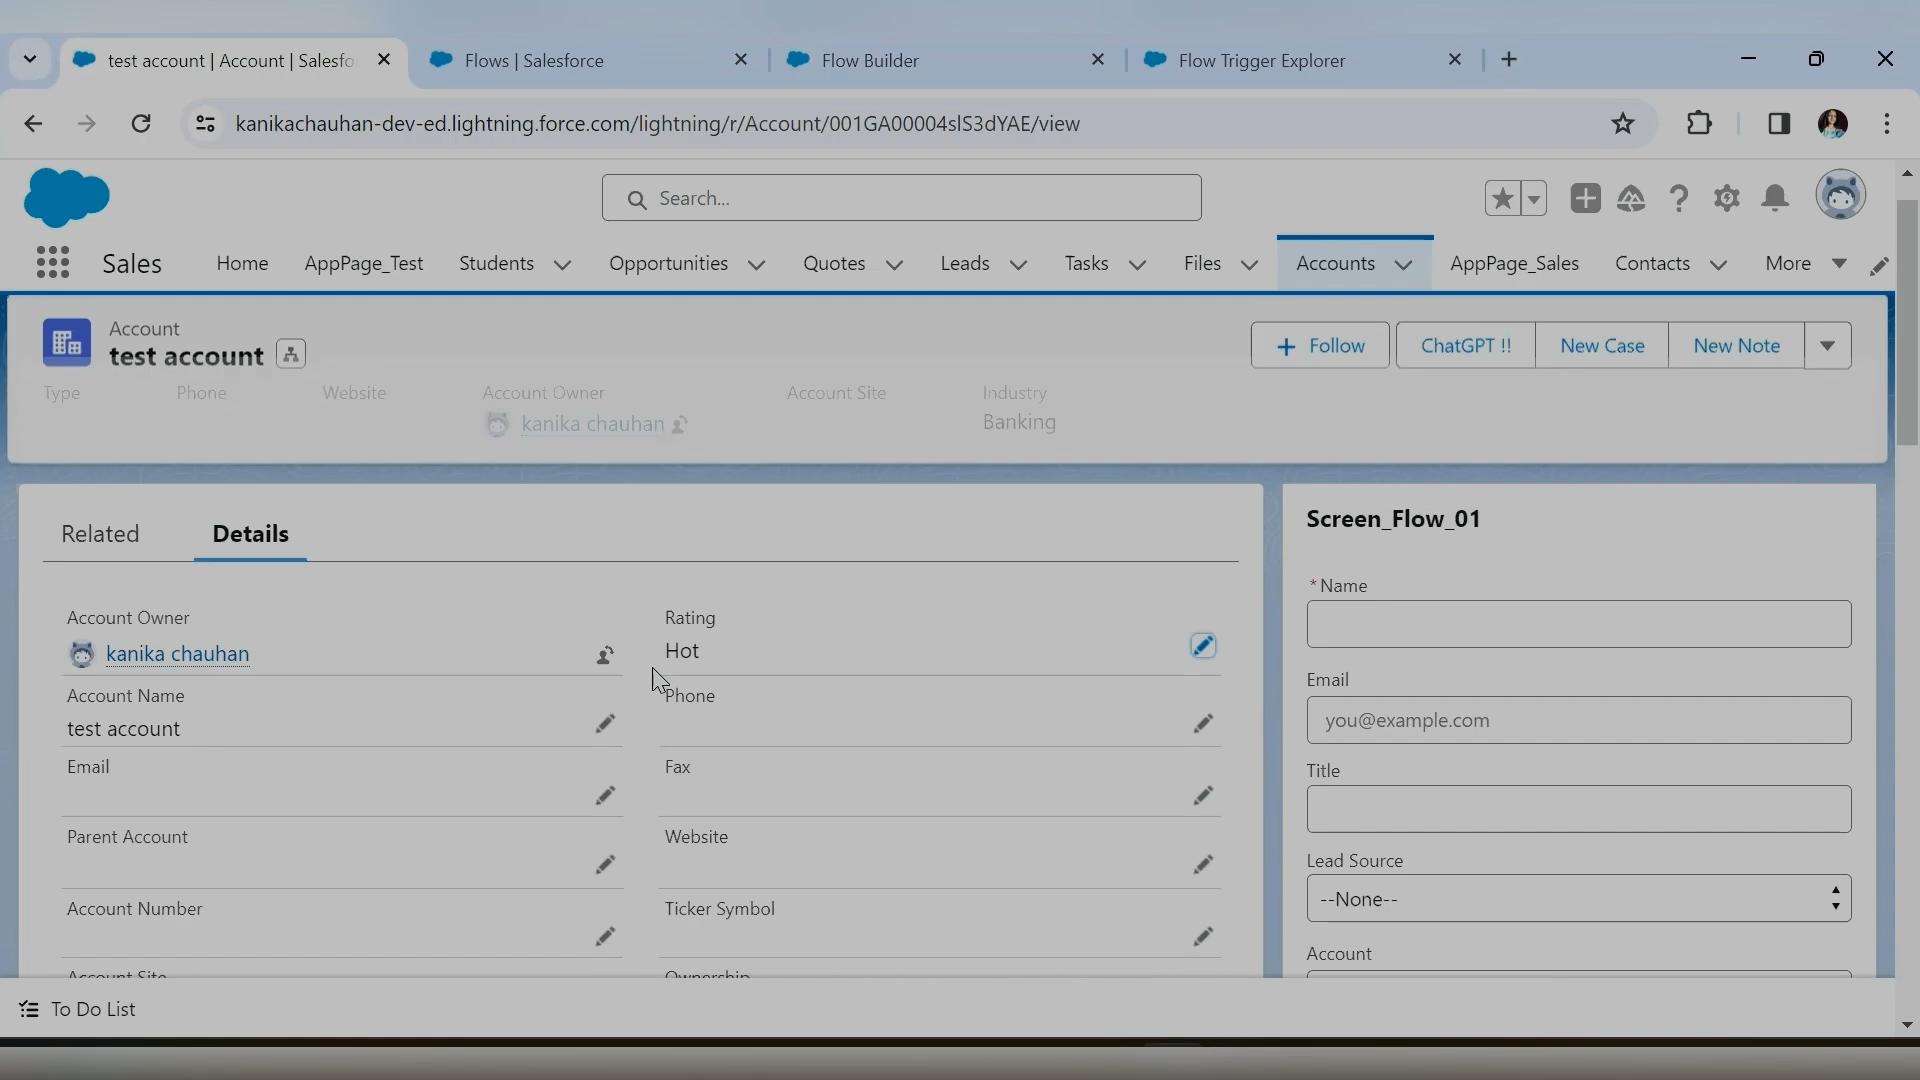 test account | Account | Salesfo
Flows | Salesforce
Flow Builder
Flow Trigger Explorer
kanikachauhan-dev-ed.lightning.force.com/lightning/r/Account/001GA00004slS3dYAE/view
Search...
Sales
Home
AppPage_Test
Students
Opportunities
Quotes
Leads
Tasks
Files
Accounts
AppPage_Sales
Contacts
More
Account
test account
Follow
ChatGPT !!
New Case
New Note
Type
Phone
Website
Account Owner
Account Site
Industry
kanika chauhan
Banking
Related
Details
Screen_Flow_01
Account Owner
kanika chauhan
Rating
Hot
Account Name
test account
Phone
Email
Fax
Parent Account
Website
Account Number
Ticker Symbol
Account Site
Ownership
*Name
Email
you@example.com
Title
Lead Source
--None--
Account
To Do List